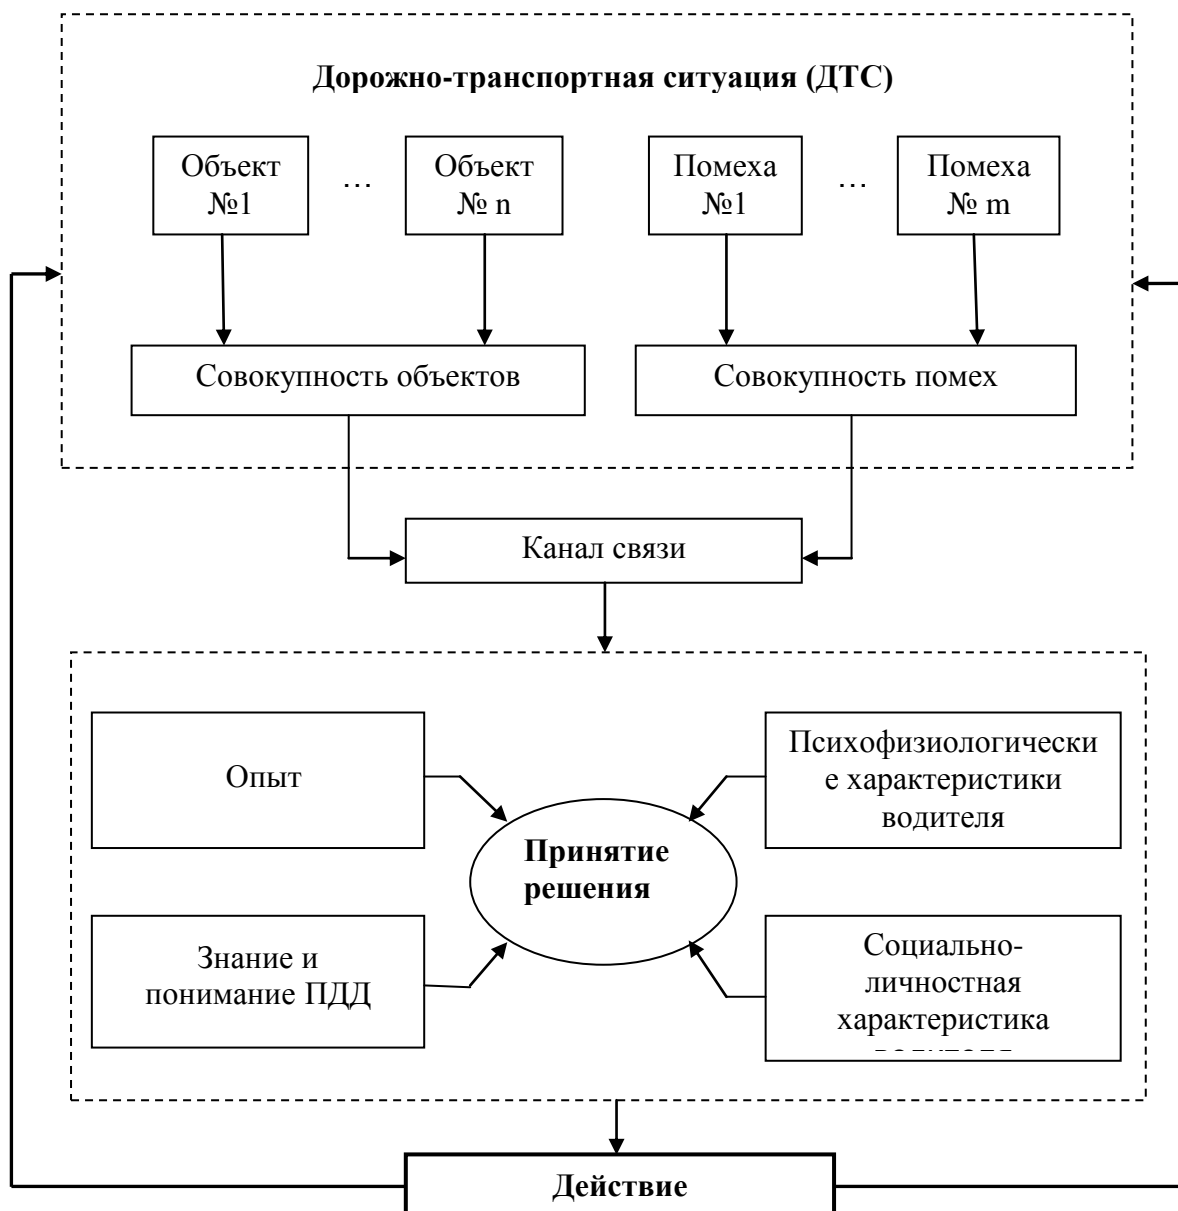 Дорожно-транспортная ситуация (ДТС)
Объект
№1
…
Объект
№ n
Помеха
№1
…
Помеха
№ m
Совокупность объектов
Совокупность помех
Канал связи
Опыт
Психофизиологически
е характеристики
водителя
Принятие
решения
Знание и
понимание ПДД
Социально-
личностная
характеристика
Действие